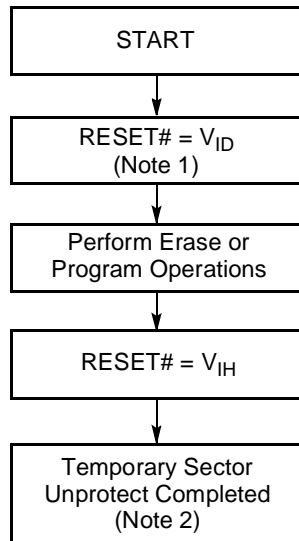 START
RESET# = VID
(Note 1)
Perform Erase or
Program Operations
RESET# = VIH
Temporary Sector
Unprotect Completed
(Note 2)